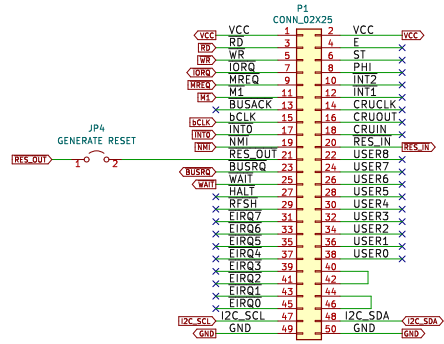 P1
CONN_02X25
VCC VCC 1 2 VCC VCC
RD RD 3 4 E
WR WR 5 6 ST
IORQ IORQ 7 8 PHI
MREQ MREQ 9 10 INT2
M1 M1 11 12 INT1
BUSACK 13 14 CRUCLK
bCLK bCLK 15 16 CRUOUT
INT0 INT0 17 18 CRUIN
NMI NMI 19 20 RES_IN RES_IN
JP4
GENERATE RESET
RES_OUT 1 2 RES_OUT 21 22 USER8
BUSRQ BUSRQ 23 24 USER7
WAIT WAIT 25 26 USER6
HALT 27 28 USER5
RFSH 29 30 USER4
EIRQ7 31 32 USER3
EIRQ6 33 34 USER2
EIRQ5 35 36 USER1
EIRQ4 37 38 USER0
EIRQ3 39 40
EIRQ2 41 42
EIRQ1 43 44
EIRQ0 45 46
I2C_SCL I2C_SCL 47 48 I2C_SDA I2C_SDA
GND GND 49 50 GND GND